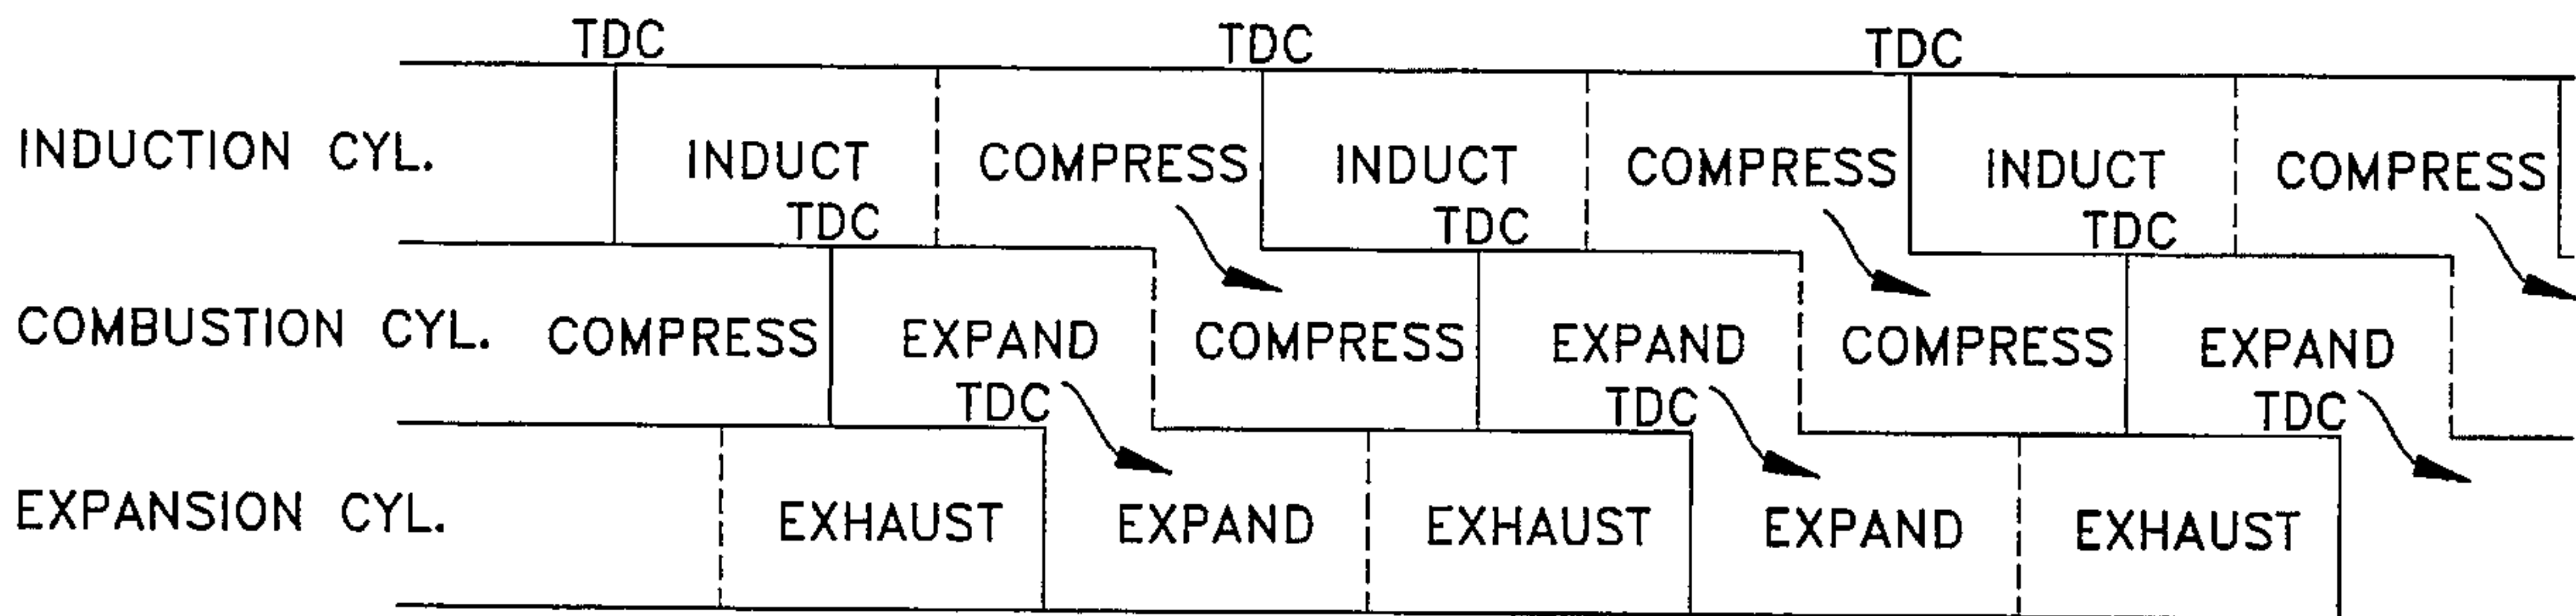 TDC TDC TDC
INDUCTION CYL. INDUCT COMPRESS INDUCT COMPRESS INDUCT COMPRESS
TDC TDC TDC
COMBUSTION CYL. COMPRESS EXPAND COMPRESS EXPAND COMPRESS EXPAND
TDC TDC TDC
EXPANSION CYL. EXHAUST EXPAND EXHAUST EXPAND EXHAUST